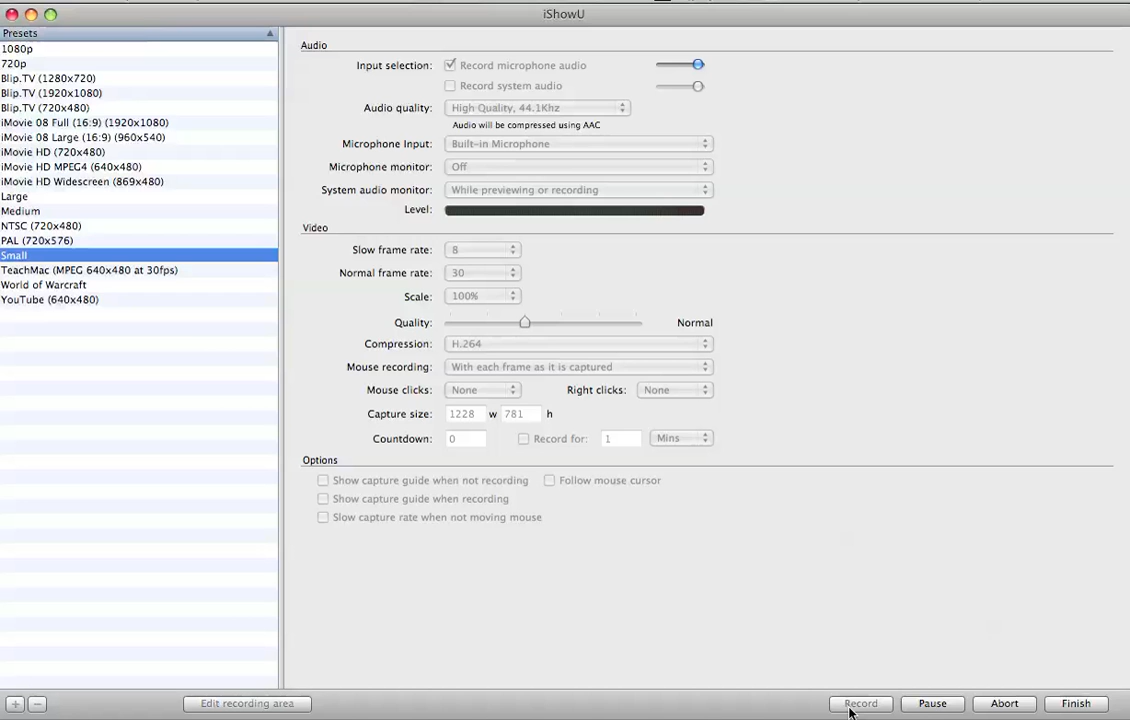 iShowU
Presets
1080p
720p
Blip.TV (1280x720)
Blip.TV (1920x1080)
Blip.TV (720x480)
iMovie 08 Full (16:9) (1920x1080)
iMovie 08 Large (16:9) (960x540)
iMovie HD (720x480)
iMovie HD MPEG4 (640x480)
iMovie HD Widescreen (869x480)
Large
Medium
NTSC (720x480)
PAL (720x576)
Small
TeachMac (MPEG 640x480 at 30fps)
World of Warcraft
YouTube (640x480)
Audio
Input selection: Record microphone audio
Record system audio
Audio quality: High Quality, 44.1Khz
Audio will be compressed using AAC
Microphone Input: Built-in Microphone
Microphone monitor: Off
System audio monitor: While previewing or recording
Level:
Video
Slow frame rate: 8
Normal frame rate: 30
Scale: 100%
Quality: Normal
Compression: H.264
Mouse recording: With each frame as it is captured
Mouse clicks: None Right clicks: None
Capture size: 1228 w 781 h
Countdown: 0 Record for: 1 Mins
Options
Show capture guide when not recording Follow mouse cursor
Show capture guide when recording
Slow capture rate when not moving mouse
+ − Edit recording area Record Pause Abort Finish